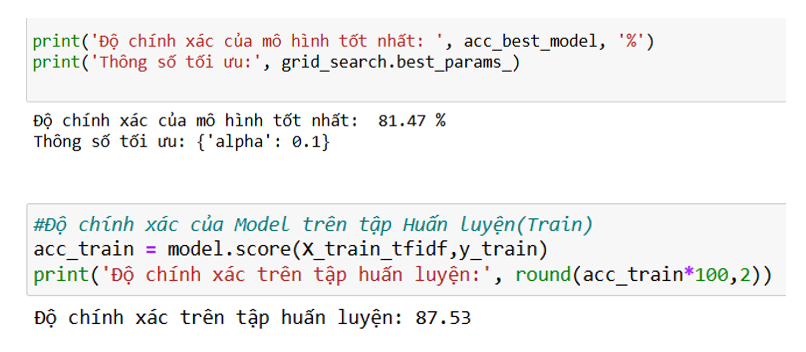 print('Độ chính xác của mô hình tốt nhất: ', acc_best_model, '%')
print('Thông số tối ưu:', grid_search.best_params_)
Độ chính xác của mô hình tốt nhất:  81.47 %
Thông số tối ưu: {'alpha': 0.1}
#Độ chính xác của Model trên tập Huấn luyện(Train)
acc_train = model.score(X_train_tfidf,y_train)
print('Độ chính xác trên tập huấn luyện:', round(acc_train*100,2))
Độ chính xác trên tập huấn luyện: 87.53